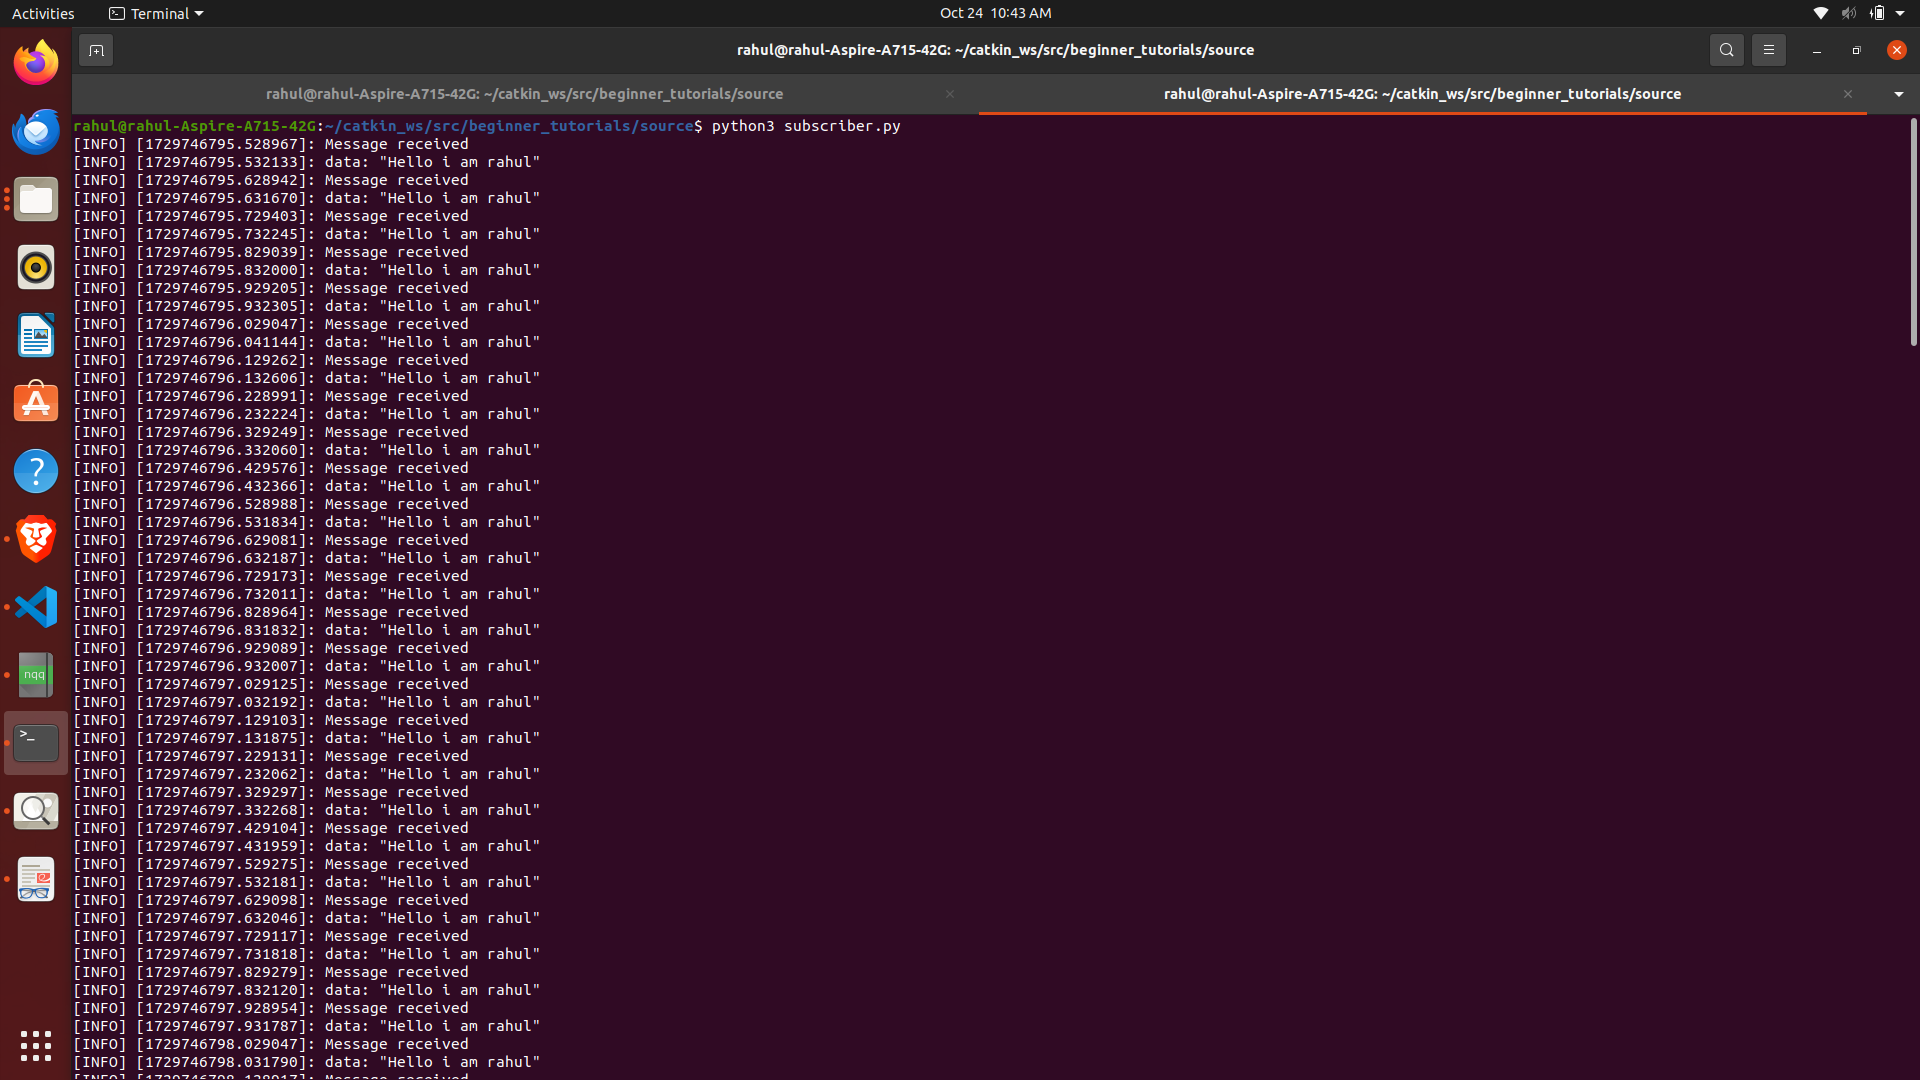 Activities Terminal Oct 24 10:43 AM
rahul@rahul-Aspire-A715-42G: ~/catkin_ws/src/beginner_tutorials/source
rahul@rahul-Aspire-A715-42G: ~/catkin_ws/src/beginner_tutorials/source rahul@rahul-Aspire-A715-42G: ~/catkin_ws/src/beginner_tutorials/source
rahul@rahul-Aspire-A715-42G:~/catkin_ws/src/beginner_tutorials/source$ python3 subscriber.py
[INFO] [1729746795.528967]: Message received
[INFO] [1729746795.532133]: data: "Hello i am rahul"
[INFO] [1729746795.628942]: Message received
[INFO] [1729746795.631670]: data: "Hello i am rahul"
[INFO] [1729746795.729403]: Message received
[INFO] [1729746795.732245]: data: "Hello i am rahul"
[INFO] [1729746795.829039]: Message received
[INFO] [1729746795.832000]: data: "Hello i am rahul"
[INFO] [1729746795.929205]: Message received
[INFO] [1729746795.932305]: data: "Hello i am rahul"
[INFO] [1729746796.029047]: Message received
[INFO] [1729746796.041144]: data: "Hello i am rahul"
[INFO] [1729746796.129262]: Message received
[INFO] [1729746796.132606]: data: "Hello i am rahul"
[INFO] [1729746796.228991]: Message received
[INFO] [1729746796.232224]: data: "Hello i am rahul"
[INFO] [1729746796.329249]: Message received
[INFO] [1729746796.332060]: data: "Hello i am rahul"
[INFO] [1729746796.429576]: Message received
[INFO] [1729746796.432366]: data: "Hello i am rahul"
[INFO] [1729746796.528988]: Message received
[INFO] [1729746796.531834]: data: "Hello i am rahul"
[INFO] [1729746796.629081]: Message received
[INFO] [1729746796.632187]: data: "Hello i am rahul"
[INFO] [1729746796.729173]: Message received
[INFO] [1729746796.732011]: data: "Hello i am rahul"
[INFO] [1729746796.828964]: Message received
[INFO] [1729746796.831832]: data: "Hello i am rahul"
[INFO] [1729746796.929089]: Message received
[INFO] [1729746796.932007]: data: "Hello i am rahul"
[INFO] [1729746797.029125]: Message received
[INFO] [1729746797.032192]: data: "Hello i am rahul"
[INFO] [1729746797.129103]: Message received
[INFO] [1729746797.131875]: data: "Hello i am rahul"
[INFO] [1729746797.229131]: Message received
[INFO] [1729746797.232062]: data: "Hello i am rahul"
[INFO] [1729746797.329297]: Message received
[INFO] [1729746797.332268]: data: "Hello i am rahul"
[INFO] [1729746797.429104]: Message received
[INFO] [1729746797.431959]: data: "Hello i am rahul"
[INFO] [1729746797.529275]: Message received
[INFO] [1729746797.532181]: data: "Hello i am rahul"
[INFO] [1729746797.629098]: Message received
[INFO] [1729746797.632046]: data: "Hello i am rahul"
[INFO] [1729746797.729117]: Message received
[INFO] [1729746797.731818]: data: "Hello i am rahul"
[INFO] [1729746797.829279]: Message received
[INFO] [1729746797.832120]: data: "Hello i am rahul"
[INFO] [1729746797.928954]: Message received
[INFO] [1729746797.931787]: data: "Hello i am rahul"
[INFO] [1729746798.029047]: Message received
[INFO] [1729746798.031790]: data: "Hello i am rahul"
nqq